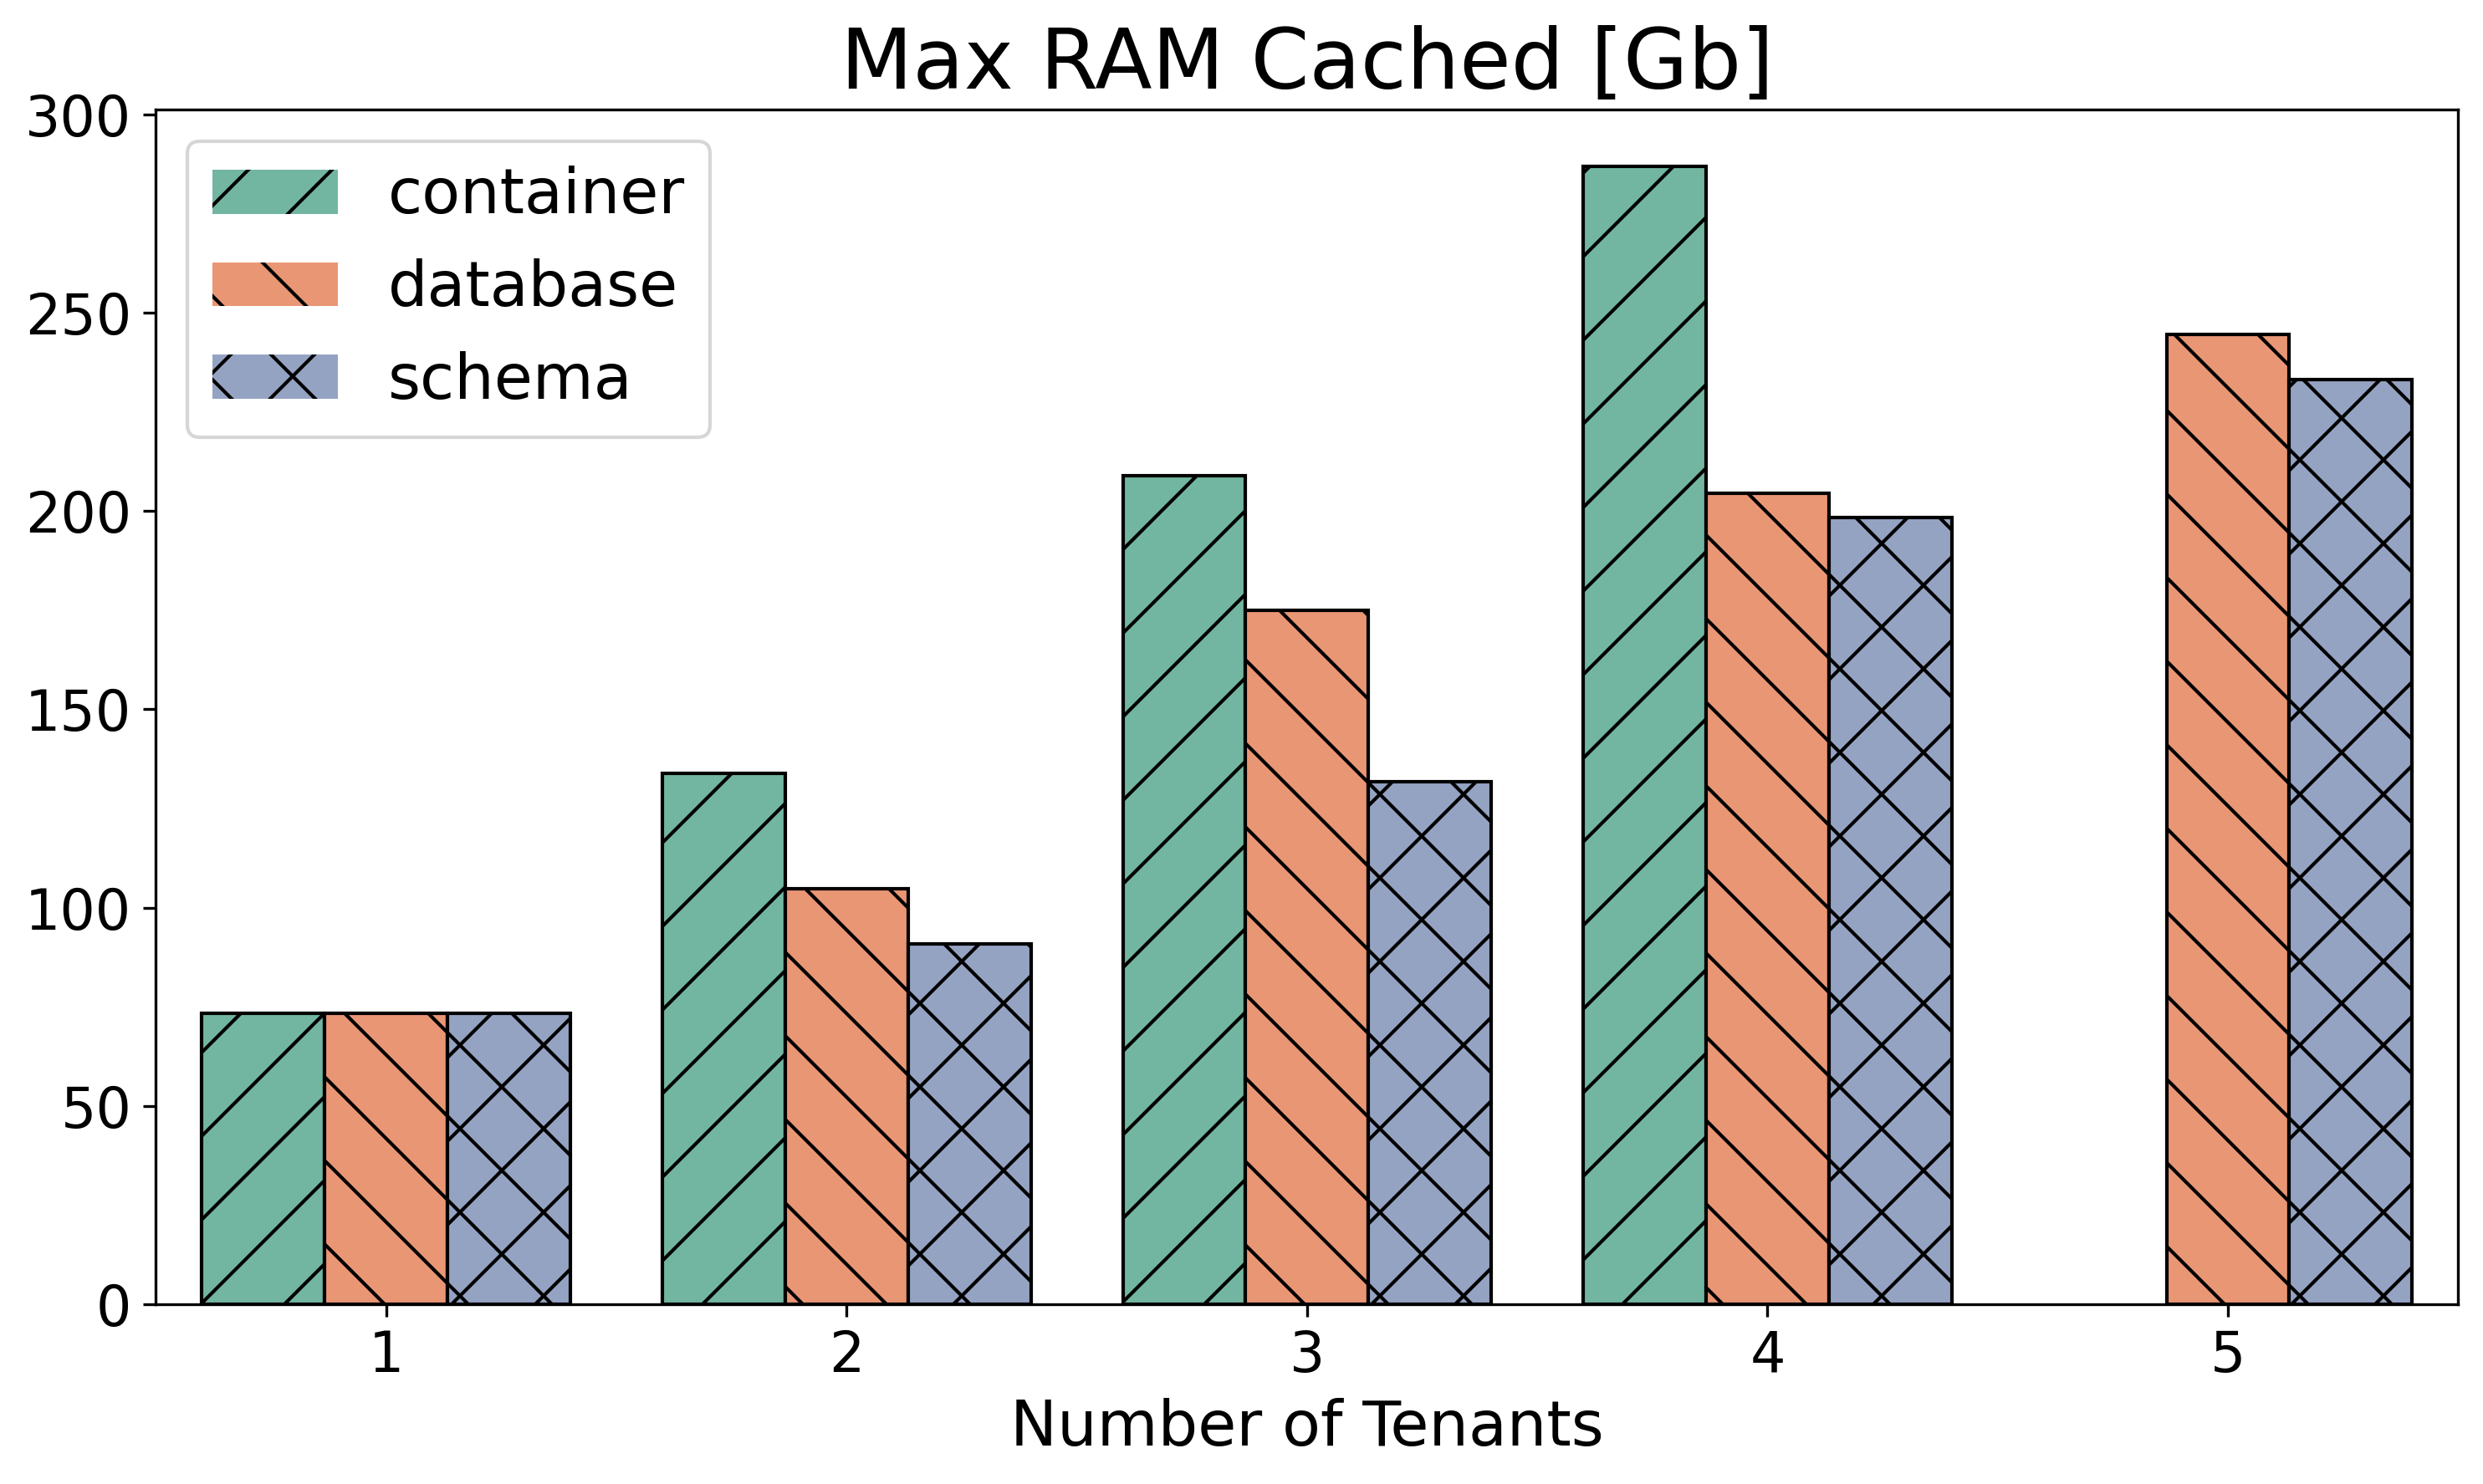 Max RAM Cached [Gb]
300
250
200
150
100
50
0
container
database
schema
1 2 3 4 5
Number of Tenants